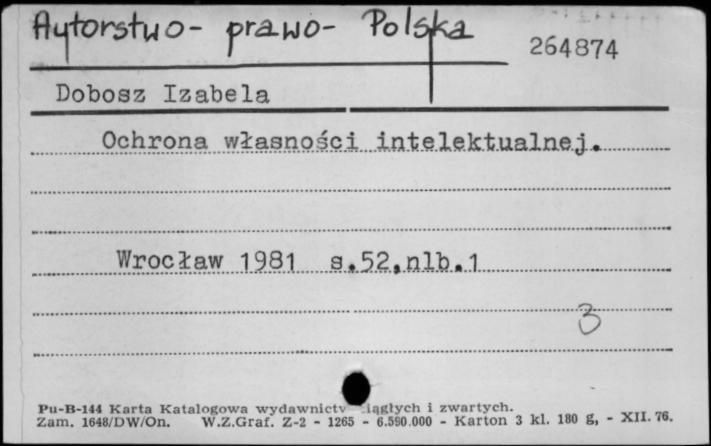 Autorstwo - prawo - Polska
264874
Dobosz Izabela
Ochrona własności intelektualnej.
Wrocław 1981 s.52,nlb.1
3
Pu-B-144 Karta Katalogowa wydawnictw ciągłych i zwartych.
Zam. 1648/DW/On. W.Z.Graf. Z-2 - 1265 - 6.590.000 - Karton 3 kl. 180 g, - XII. 76.